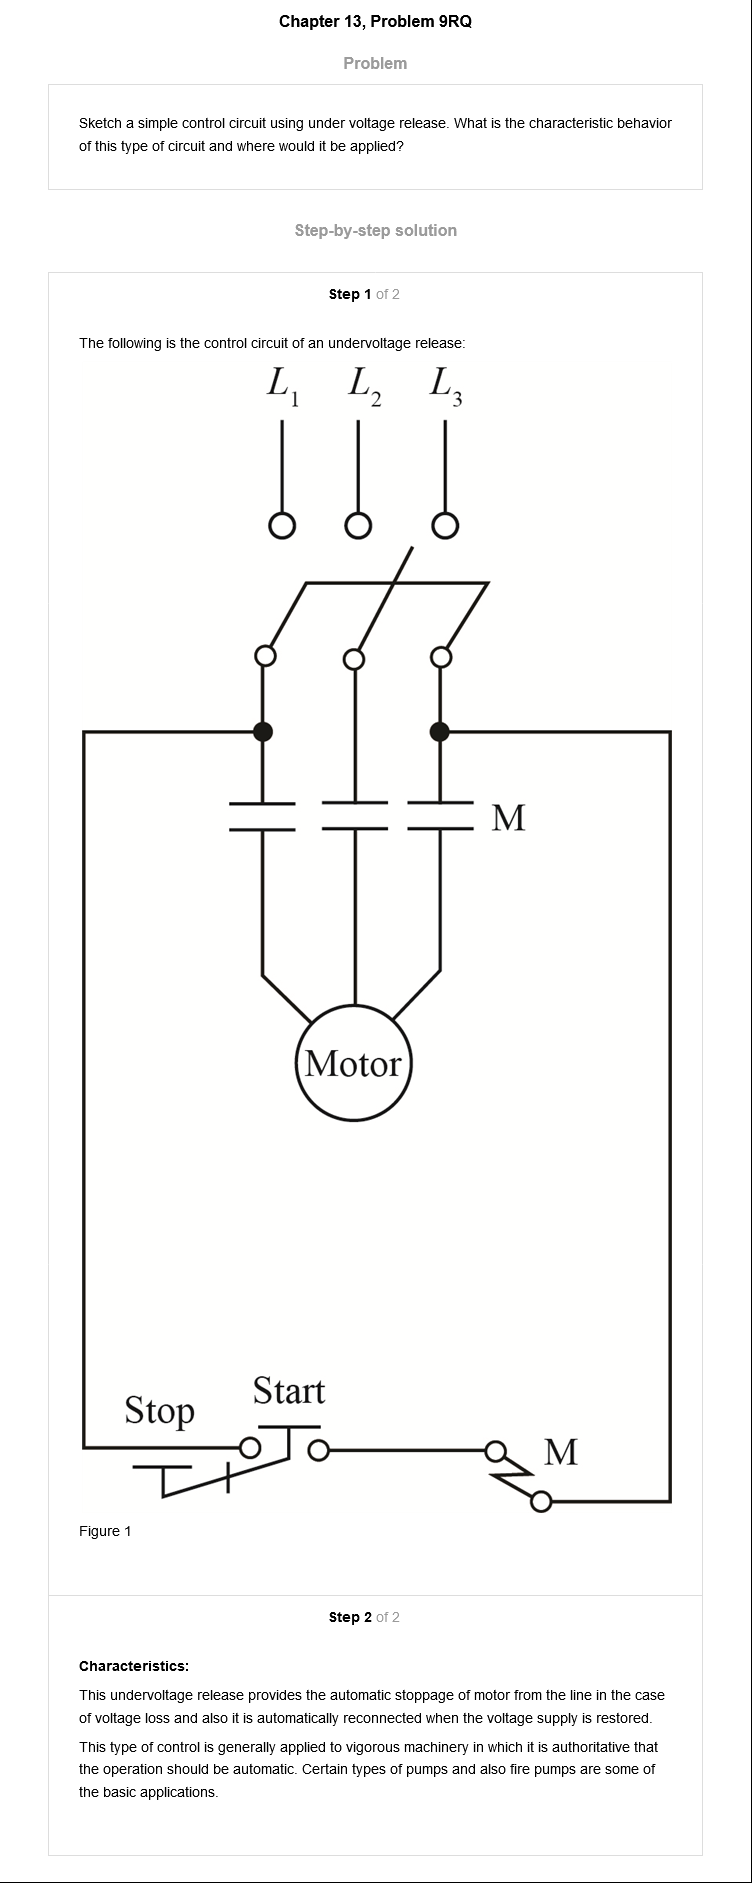 Chapter 13, Problem 9RQ
Problem
Sketch a simple control circuit using under voltage release. What is the characteristic behavior
of this type of circuit and where would it be applied?
Step-by-step solution
Step 1 of 2
The following is the control circuit of an undervoltage release:
L1 L2 L3
M
Motor
Start
Stop
M
Figure 1
Step 2 of 2
Characteristics:
This undervoltage release provides the automatic stoppage of motor from the line in the case
of voltage loss and also it is automatically reconnected when the voltage supply is restored.
This type of control is generally applied to vigorous machinery in which it is authoritative that
the operation should be automatic. Certain types of pumps and also fire pumps are some of
the basic applications.